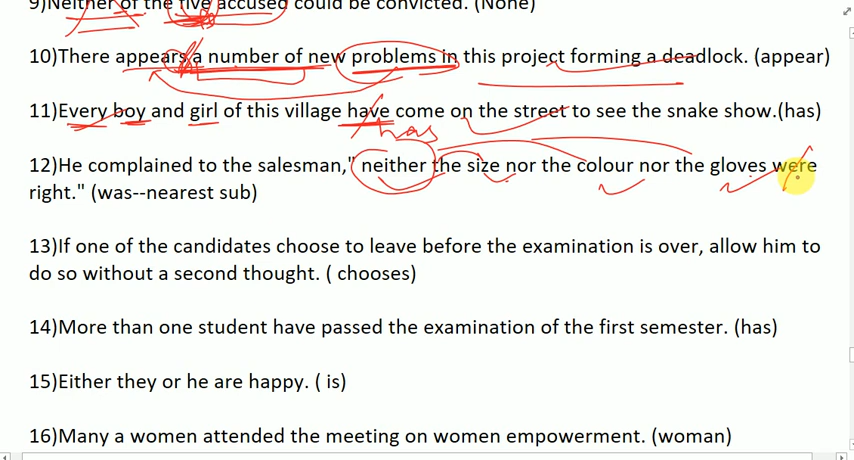 9)Neither of the five accused could be convicted. (None)
10)There appears a number of new problems in this project forming a deadlock. (appear)
11)Every boy and girl of this village have come on the street to see the snake show.(has)
has
12)He complained to the salesman," neither the size nor the colour nor the gloves were
right." (was--nearest sub)
13)If one of the candidates choose to leave before the examination is over, allow him to
do so without a second thought. ( chooses)
14)More than one student have passed the examination of the first semester. (has)
15)Either they or he are happy. ( is)
16)Many a women attended the meeting on women empowerment. (woman)